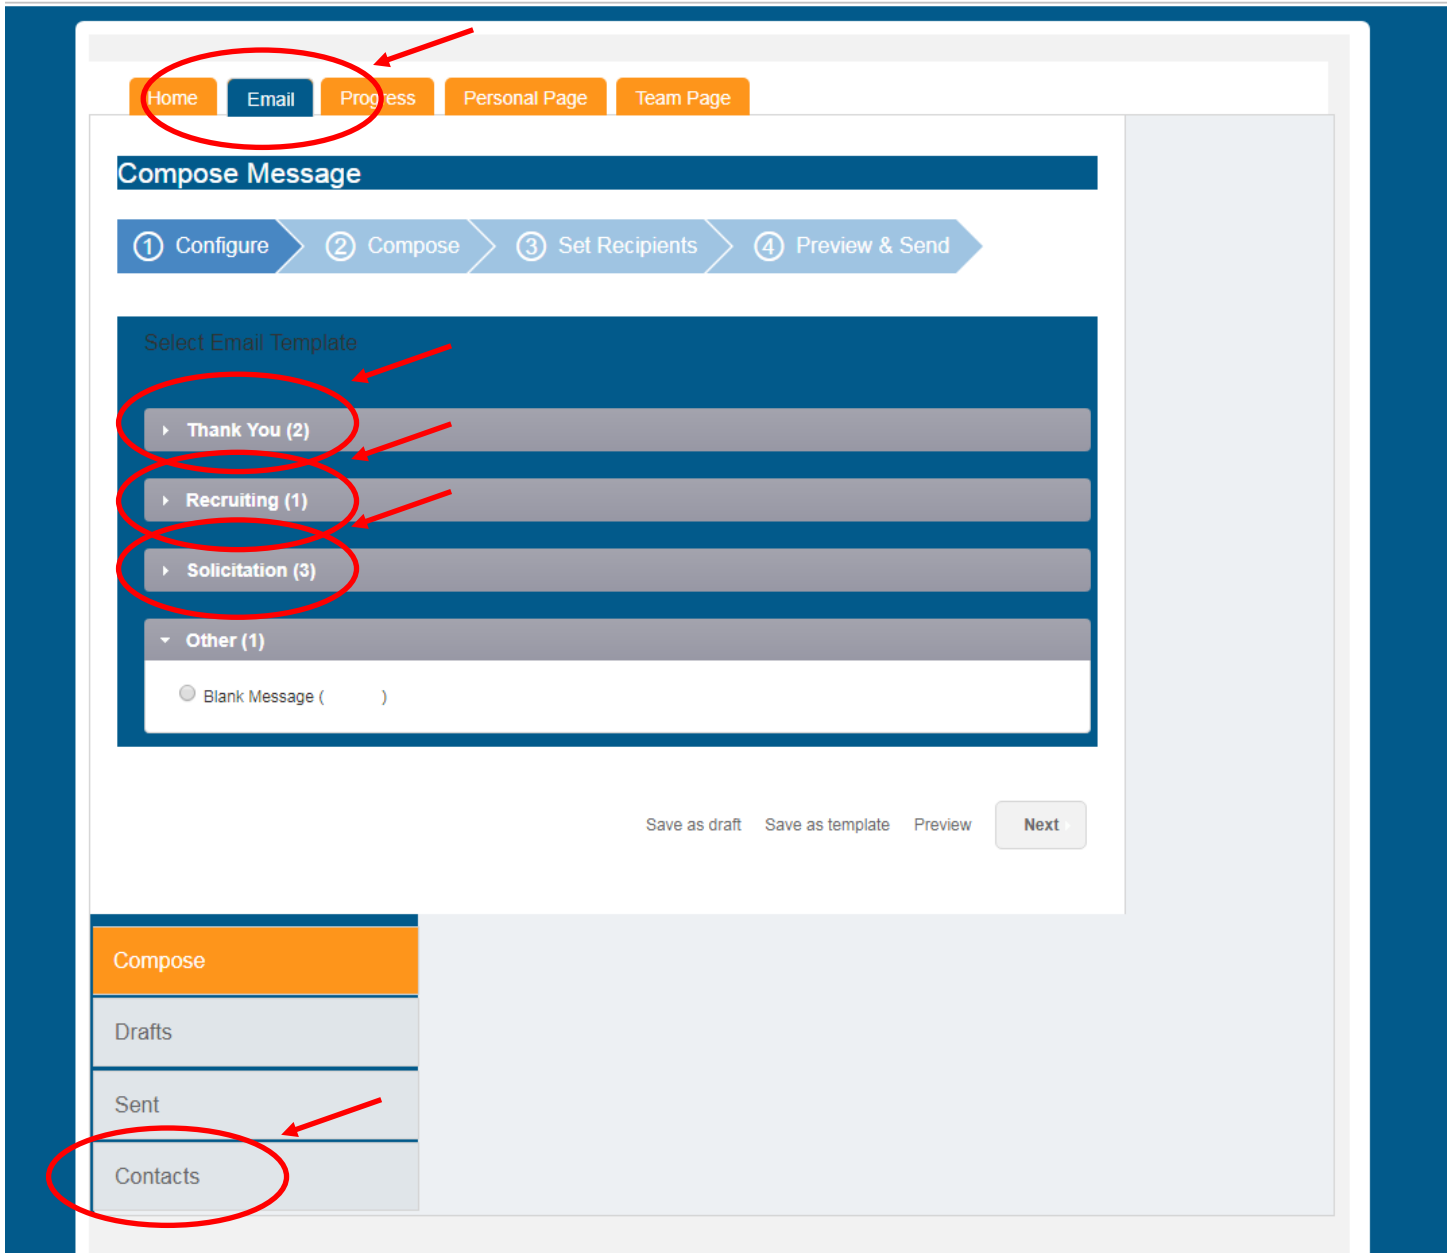 Home Email Progress Personal Page Team Page
Compose Message
1 Configure 2 Compose 3 Set Recipients 4 Preview & Send
Select Email Template
Thank You (2)
Recruiting (1)
Solicitation (3)
Other (1)
Blank Message ( )
Save as draft Save as template Preview Next
Compose
Drafts
Sent
Contacts